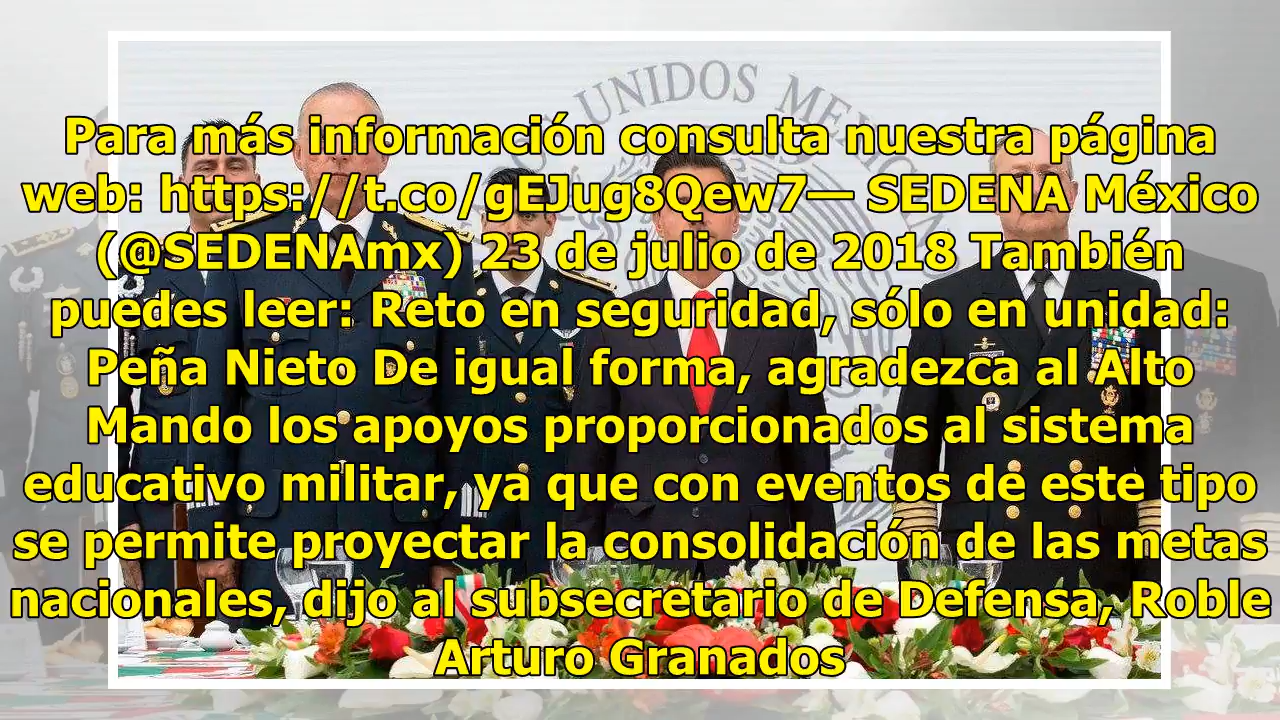 UNIDOS MEXICANOS
Para más información consulta nuestra página
web: https://t.co/gEJug8Qew7— SEDENA México
(@SEDENAmx) 23 de julio de 2018 También
puedes leer: Reto en seguridad, sólo en unidad:
Peña Nieto De igual forma, agradezca al Alto
Mando los apoyos proporcionados al sistema
educativo militar, ya que con eventos de este tipo
se permite proyectar la consolidación de las metas
nacionales, dijo al subsecretario de Defensa, Roble
Arturo Granados